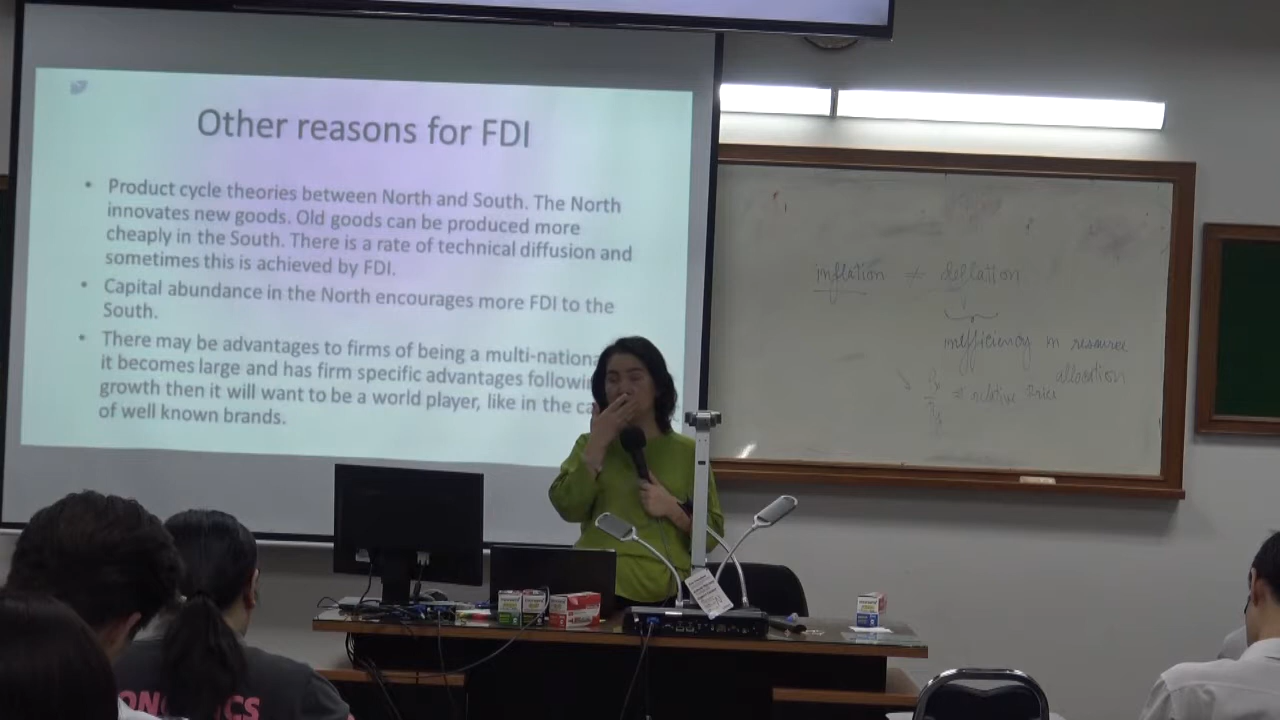 Other reasons for FDI
• Product cycle theories between North and South. The North
innovates new goods. Old goods can be produced more
cheaply in the South. There is a rate of technical diffusion and
sometimes this is achieved by FDI.
• Capital abundance in the North encourages more FDI to the
South.
• There may be advantages to firms of being a multi-nationa
it becomes large and has firm specific advantages followin
growth then it will want to be a world player, like in the ca
of well known brands.
inflation ≠ deflation
inefficiency in resource
allocation
relative Price